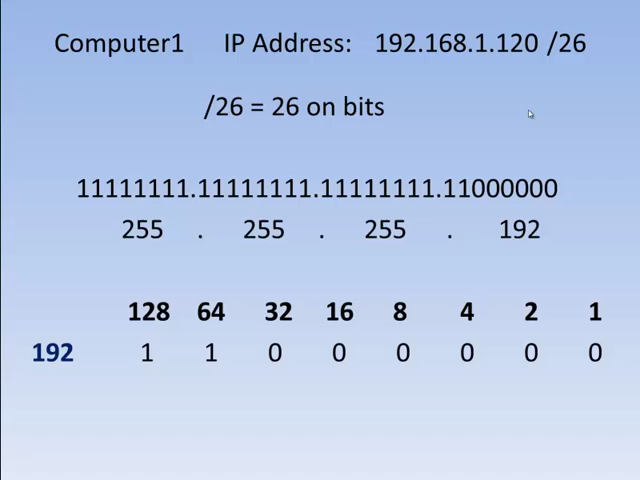 Computer1 IP Address: 192.168.1.120 /26
/26 = 26 on bits
11111111.11111111.11111111.11000000
255 . 255 . 255 . 192
128 64 32 16 8 4 2 1
192 1 1 0 0 0 0 0 0